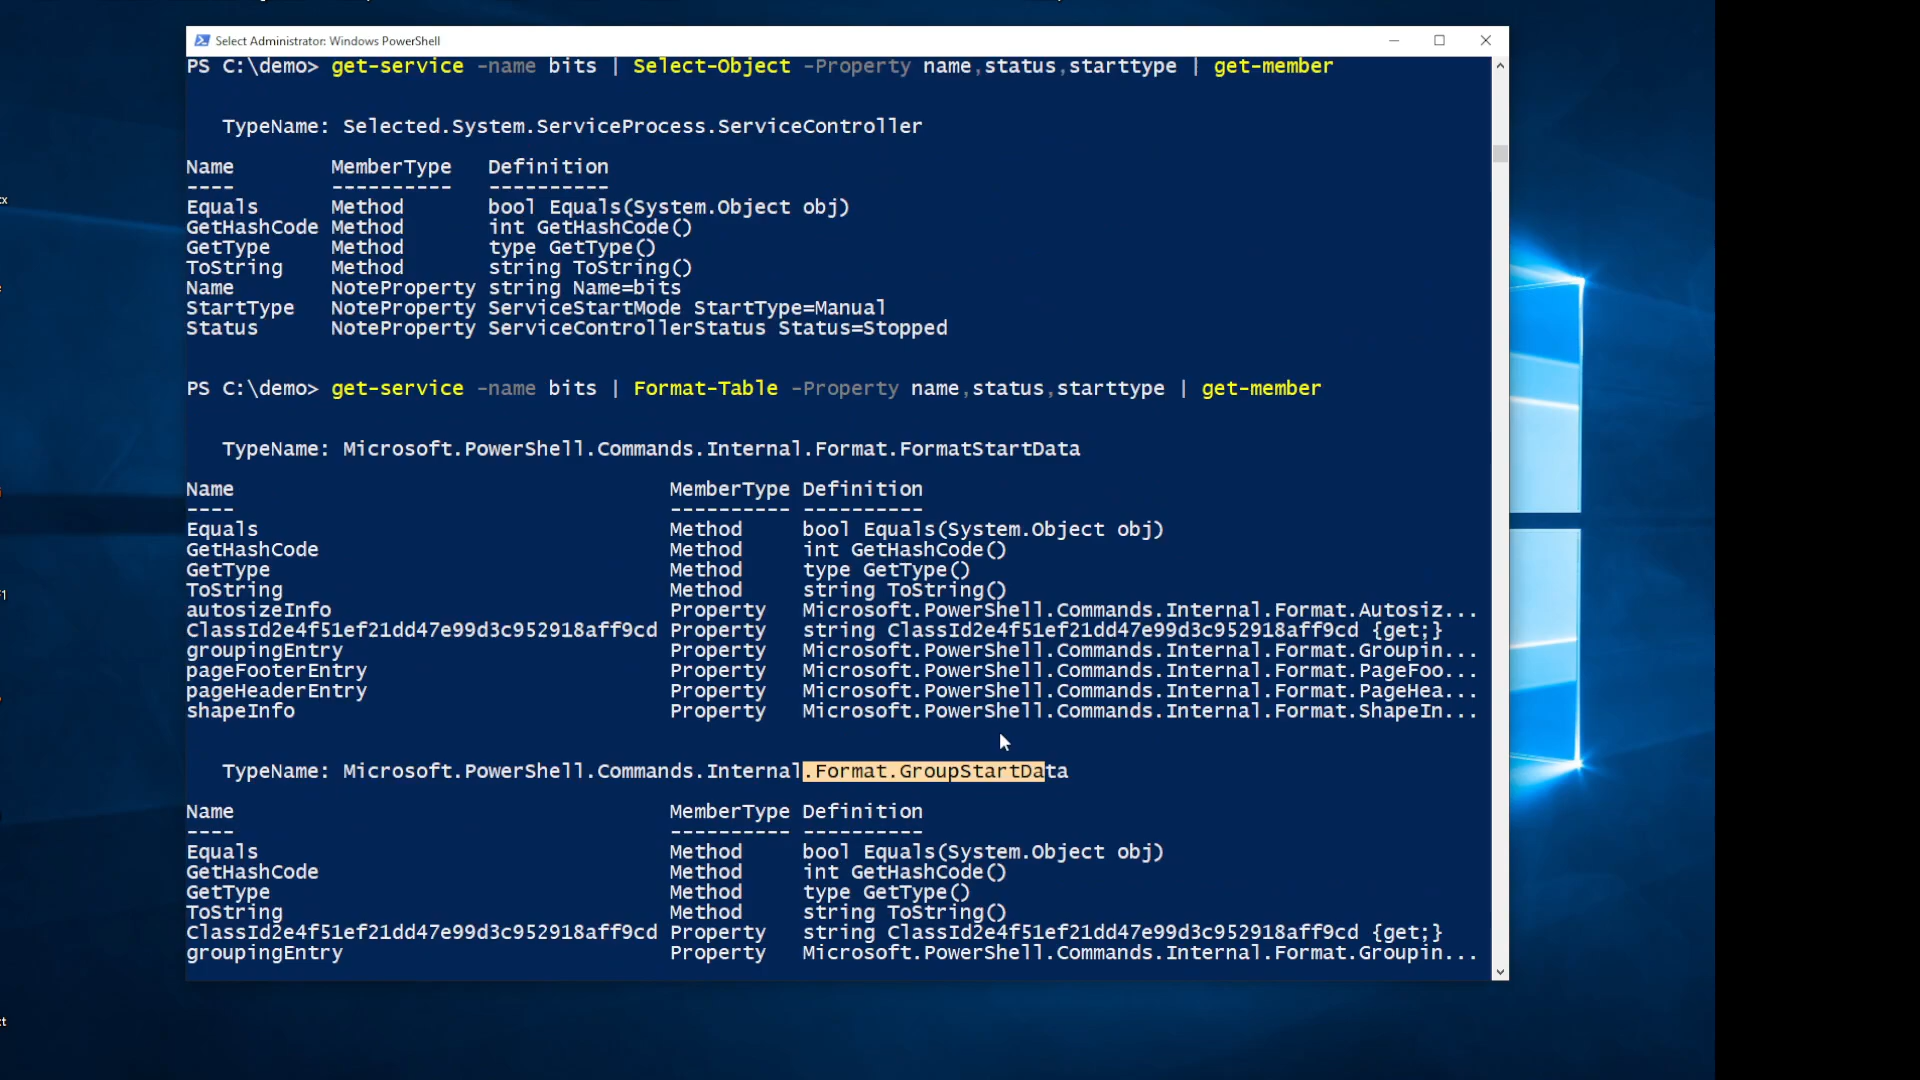 Select Administrator: Windows PowerShell
PS C:\demo> get-service -name bits | Select-Object -Property name,status,starttype | get-member
TypeName: Selected.System.ServiceProcess.ServiceController
Name MemberType Definition
---- ---------- ----------
Equals Method bool Equals(System.Object obj)
GetHashCode Method int GetHashCode()
GetType Method type GetType()
ToString Method string ToString()
Name NoteProperty string Name=bits
StartType NoteProperty ServiceStartMode StartType=Manual
Status NoteProperty ServiceControllerStatus Status=Stopped
PS C:\demo> get-service -name bits | Format-Table -Property name,status,starttype | get-member
TypeName: Microsoft.PowerShell.Commands.Internal.Format.FormatStartData
Name MemberType Definition
---- ---------- ----------
Equals Method bool Equals(System.Object obj)
GetHashCode Method int GetHashCode()
GetType Method type GetType()
ToString Method string ToString()
autosizeInfo Property Microsoft.PowerShell.Commands.Internal.Format.Autosiz...
ClassId2e4f51ef21dd47e99d3c952918aff9cd Property string ClassId2e4f51ef21dd47e99d3c952918aff9cd {get;}
groupingEntry Property Microsoft.PowerShell.Commands.Internal.Format.Groupin...
pageFooterEntry Property Microsoft.PowerShell.Commands.Internal.Format.PageFoo...
pageHeaderEntry Property Microsoft.PowerShell.Commands.Internal.Format.PageHea...
shapeInfo Property Microsoft.PowerShell.Commands.Internal.Format.ShapeIn...
TypeName: Microsoft.PowerShell.Commands.Internal.Format.GroupStartData
Name MemberType Definition
---- ---------- ----------
Equals Method bool Equals(System.Object obj)
GetHashCode Method int GetHashCode()
GetType Method type GetType()
ToString Method string ToString()
ClassId2e4f51ef21dd47e99d3c952918aff9cd Property string ClassId2e4f51ef21dd47e99d3c952918aff9cd {get;}
groupingEntry Property Microsoft.PowerShell.Commands.Internal.Format.Groupin...